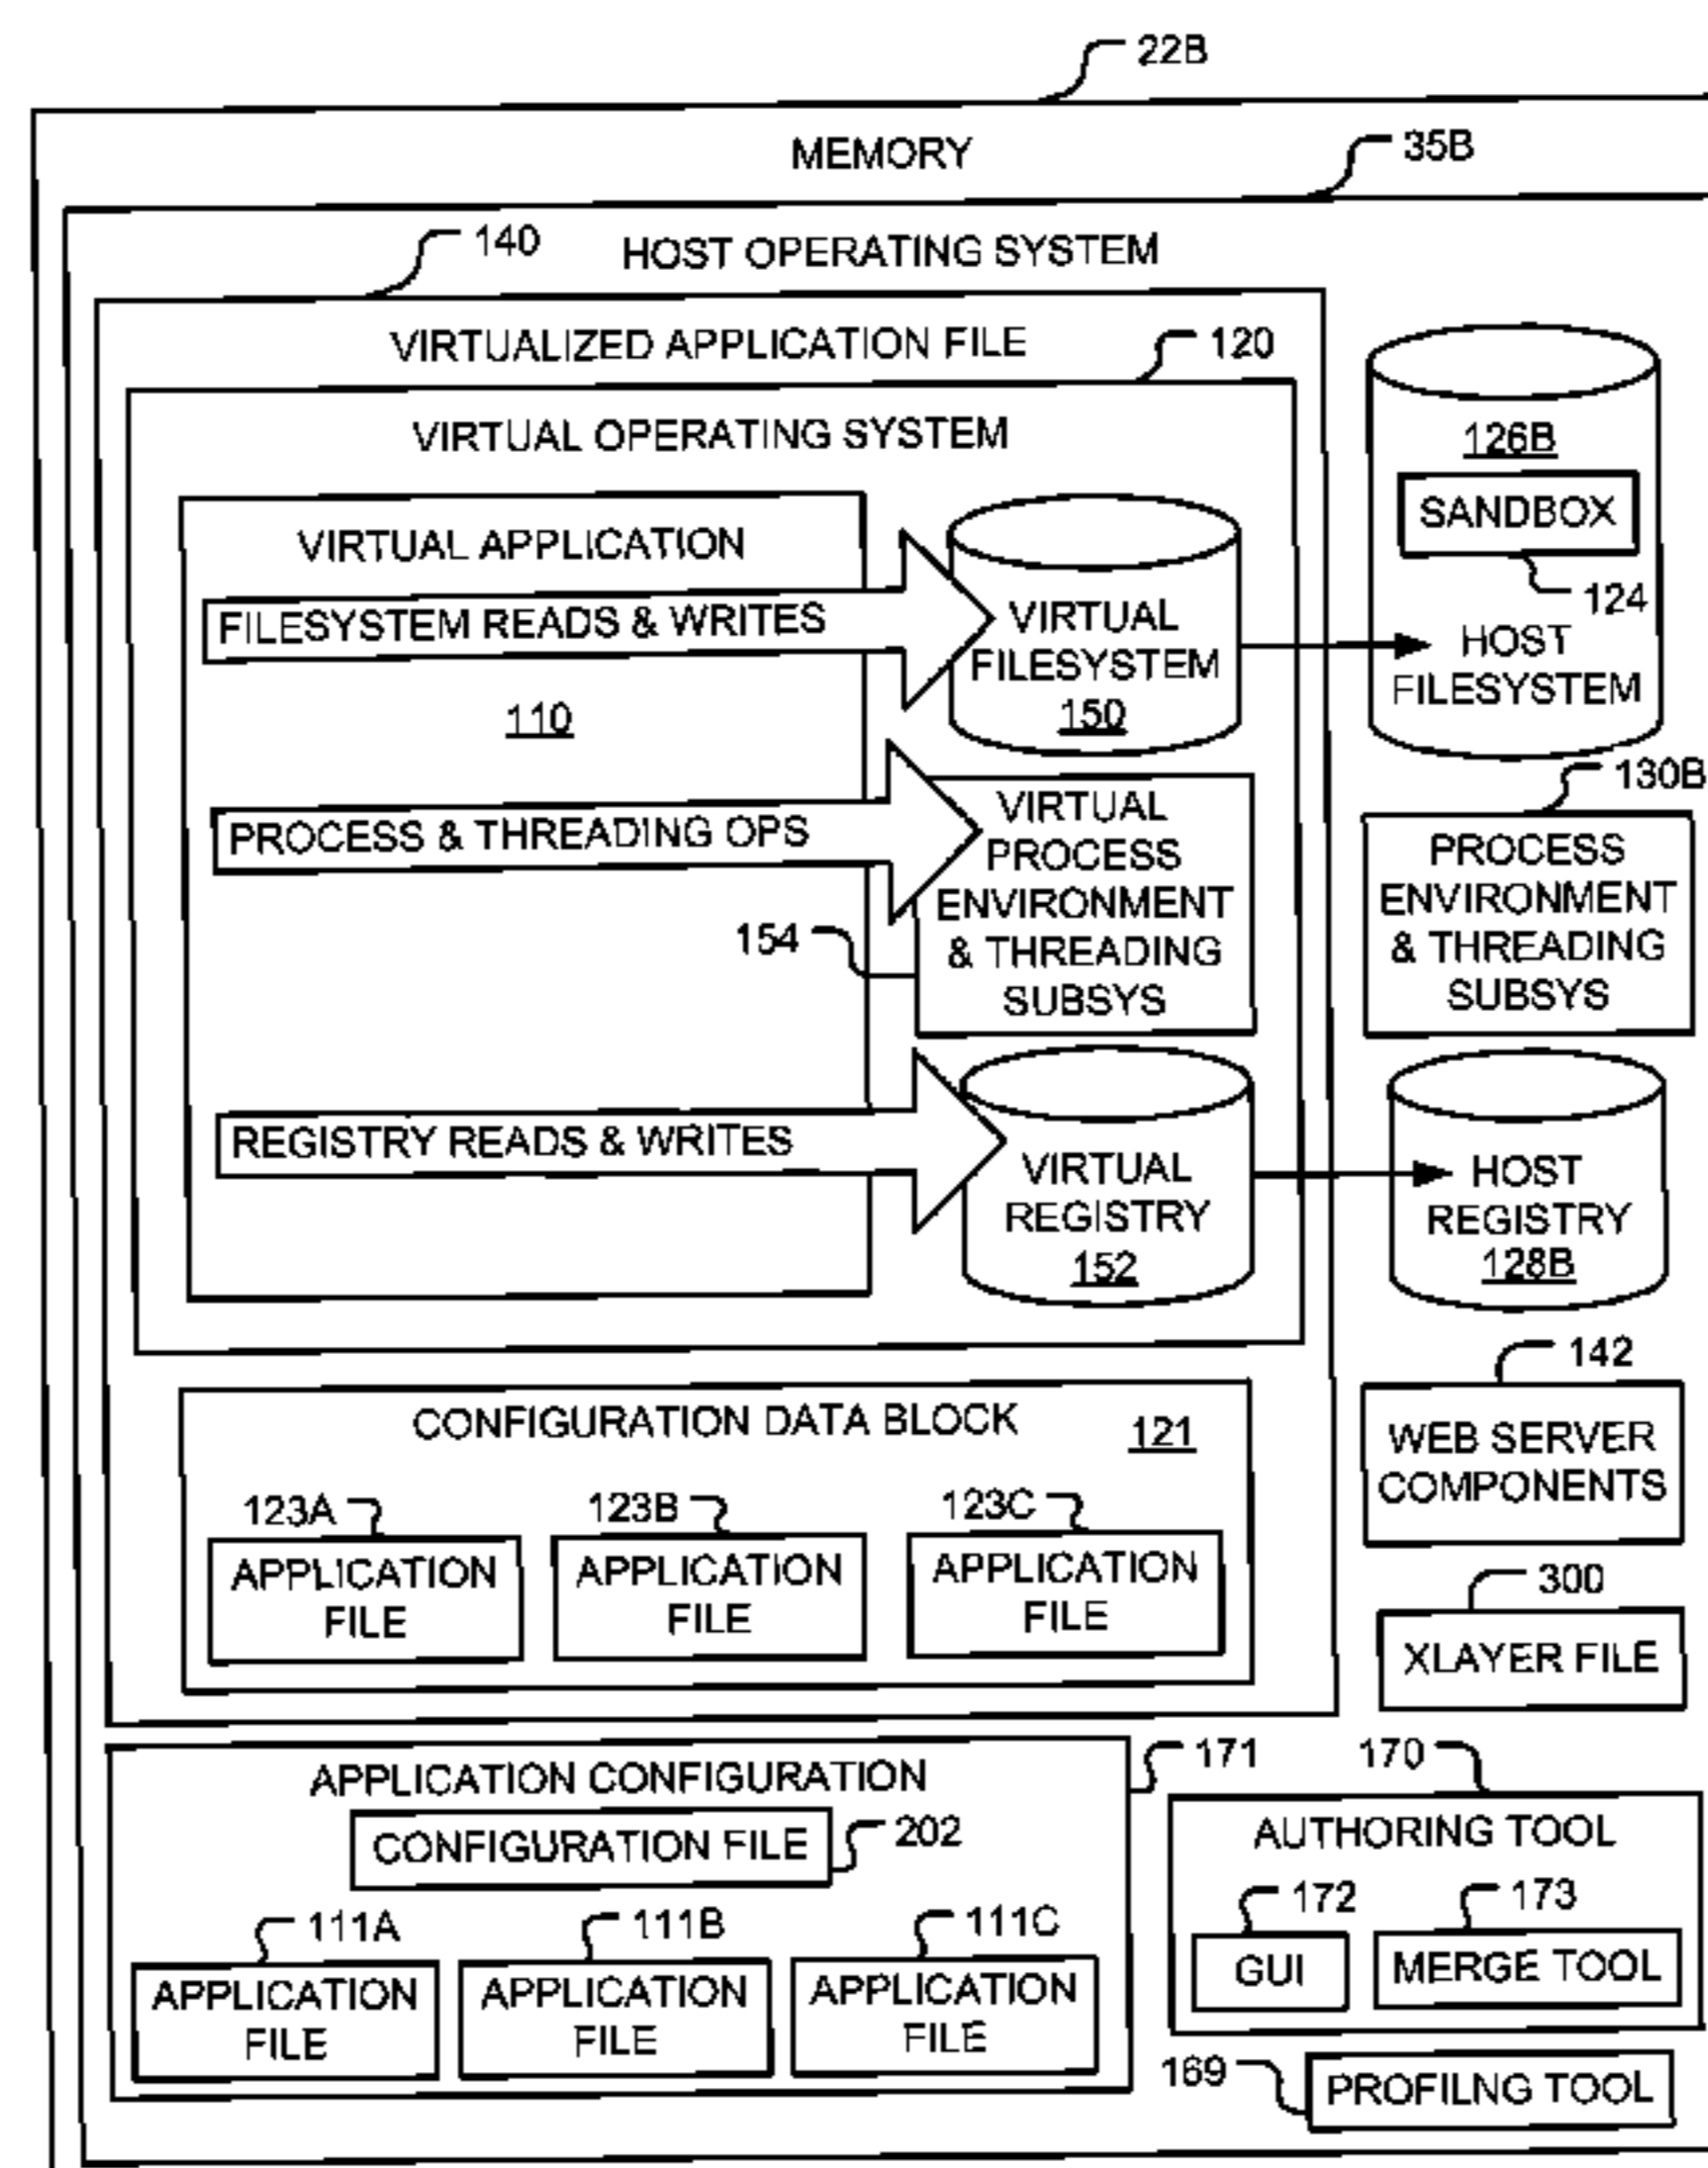 22B
MEMORY
35B
140
HOST OPERATING SYSTEM
VIRTUALIZED APPLICATION FILE
120
VIRTUAL OPERATING SYSTEM
126B
SANDBOX
124
HOST
FILESYSTEM
VIRTUAL APPLICATION
FILESYSTEM READS & WRITES
VIRTUAL
FILESYSTEM
150
110
130B
PROCESS & THREADING OPS
VIRTUAL
PROCESS
ENVIRONMENT
& THREADING
SUBSYS
154
PROCESS
ENVIRONMENT
& THREADING
SUBSYS
REGISTRY READS & WRITES
VIRTUAL
REGISTRY
152
HOST
REGISTRY
128B
142
WEB SERVER
COMPONENTS
CONFIGURATION DATA BLOCK
121
123A
APPLICATION
FILE
123B
APPLICATION
FILE
123C
APPLICATION
FILE
300
XLAYER FILE
171
APPLICATION CONFIGURATION
CONFIGURATION FILE
202
111A
APPLICATION
FILE
111B
APPLICATION
FILE
111C
APPLICATION
FILE
170
AUTHORING TOOL
172
GUI
173
MERGE TOOL
169
PROFILNG TOOL